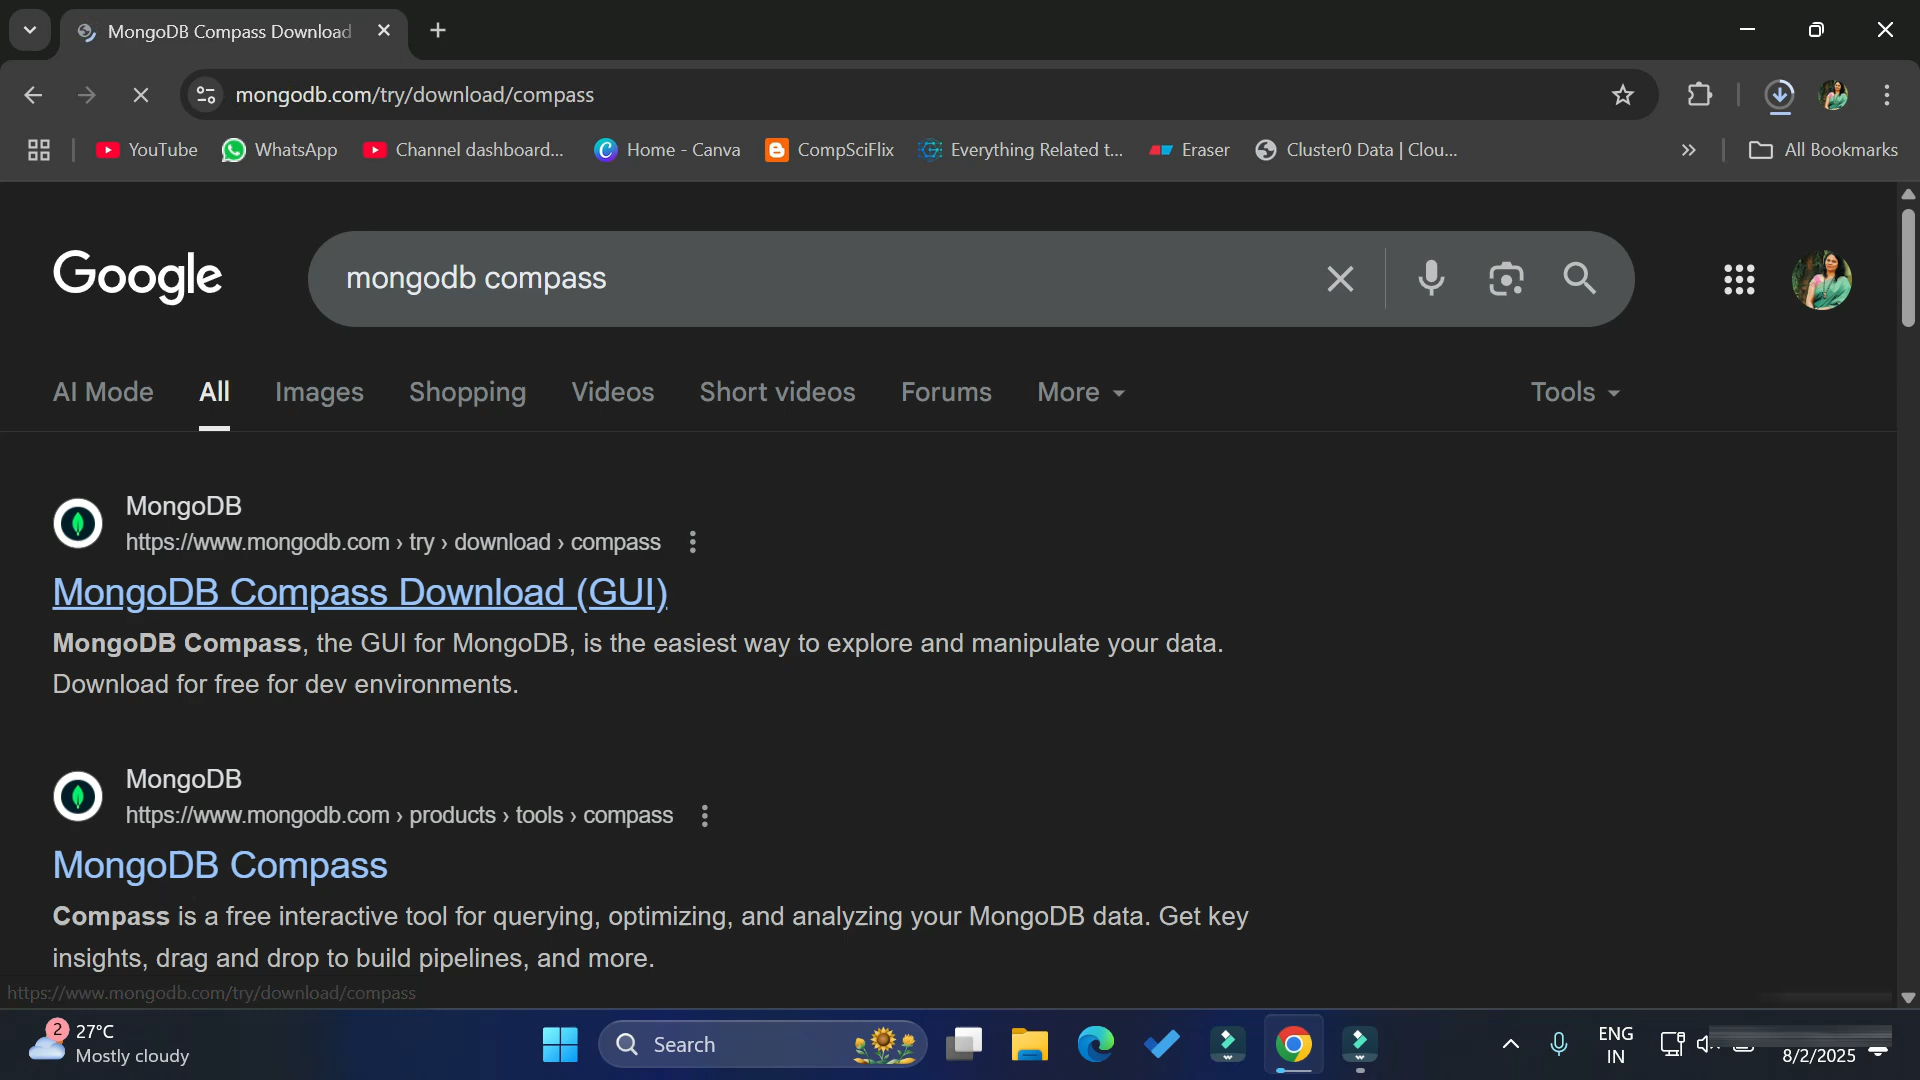 MongoDB Compass Download
mongodb.com/try/download/compass
YouTube
WhatsApp
Channel dashboard...
Home - Canva
CompSciFlix
Everything Related t...
Eraser
Cluster0 Data | Clou...
All Bookmarks
Google
mongodb compass
AI Mode
All
Images
Shopping
Videos
Short videos
Forums
More
Tools
MongoDB
https://www.mongodb.com › try › download › compass
MongoDB Compass Download (GUI)
MongoDB Compass, the GUI for MongoDB, is the easiest way to explore and manipulate your data.
Download for free for dev environments.
MongoDB
https://www.mongodb.com › products › tools › compass
MongoDB Compass
Compass is a free interactive tool for querying, optimizing, and analyzing your MongoDB data. Get key
insights, drag and drop to build pipelines, and more.
https://www.mongodb.com/try/download/compass
2
27°C
Mostly cloudy
Search
ENG
IN
8/2/2025